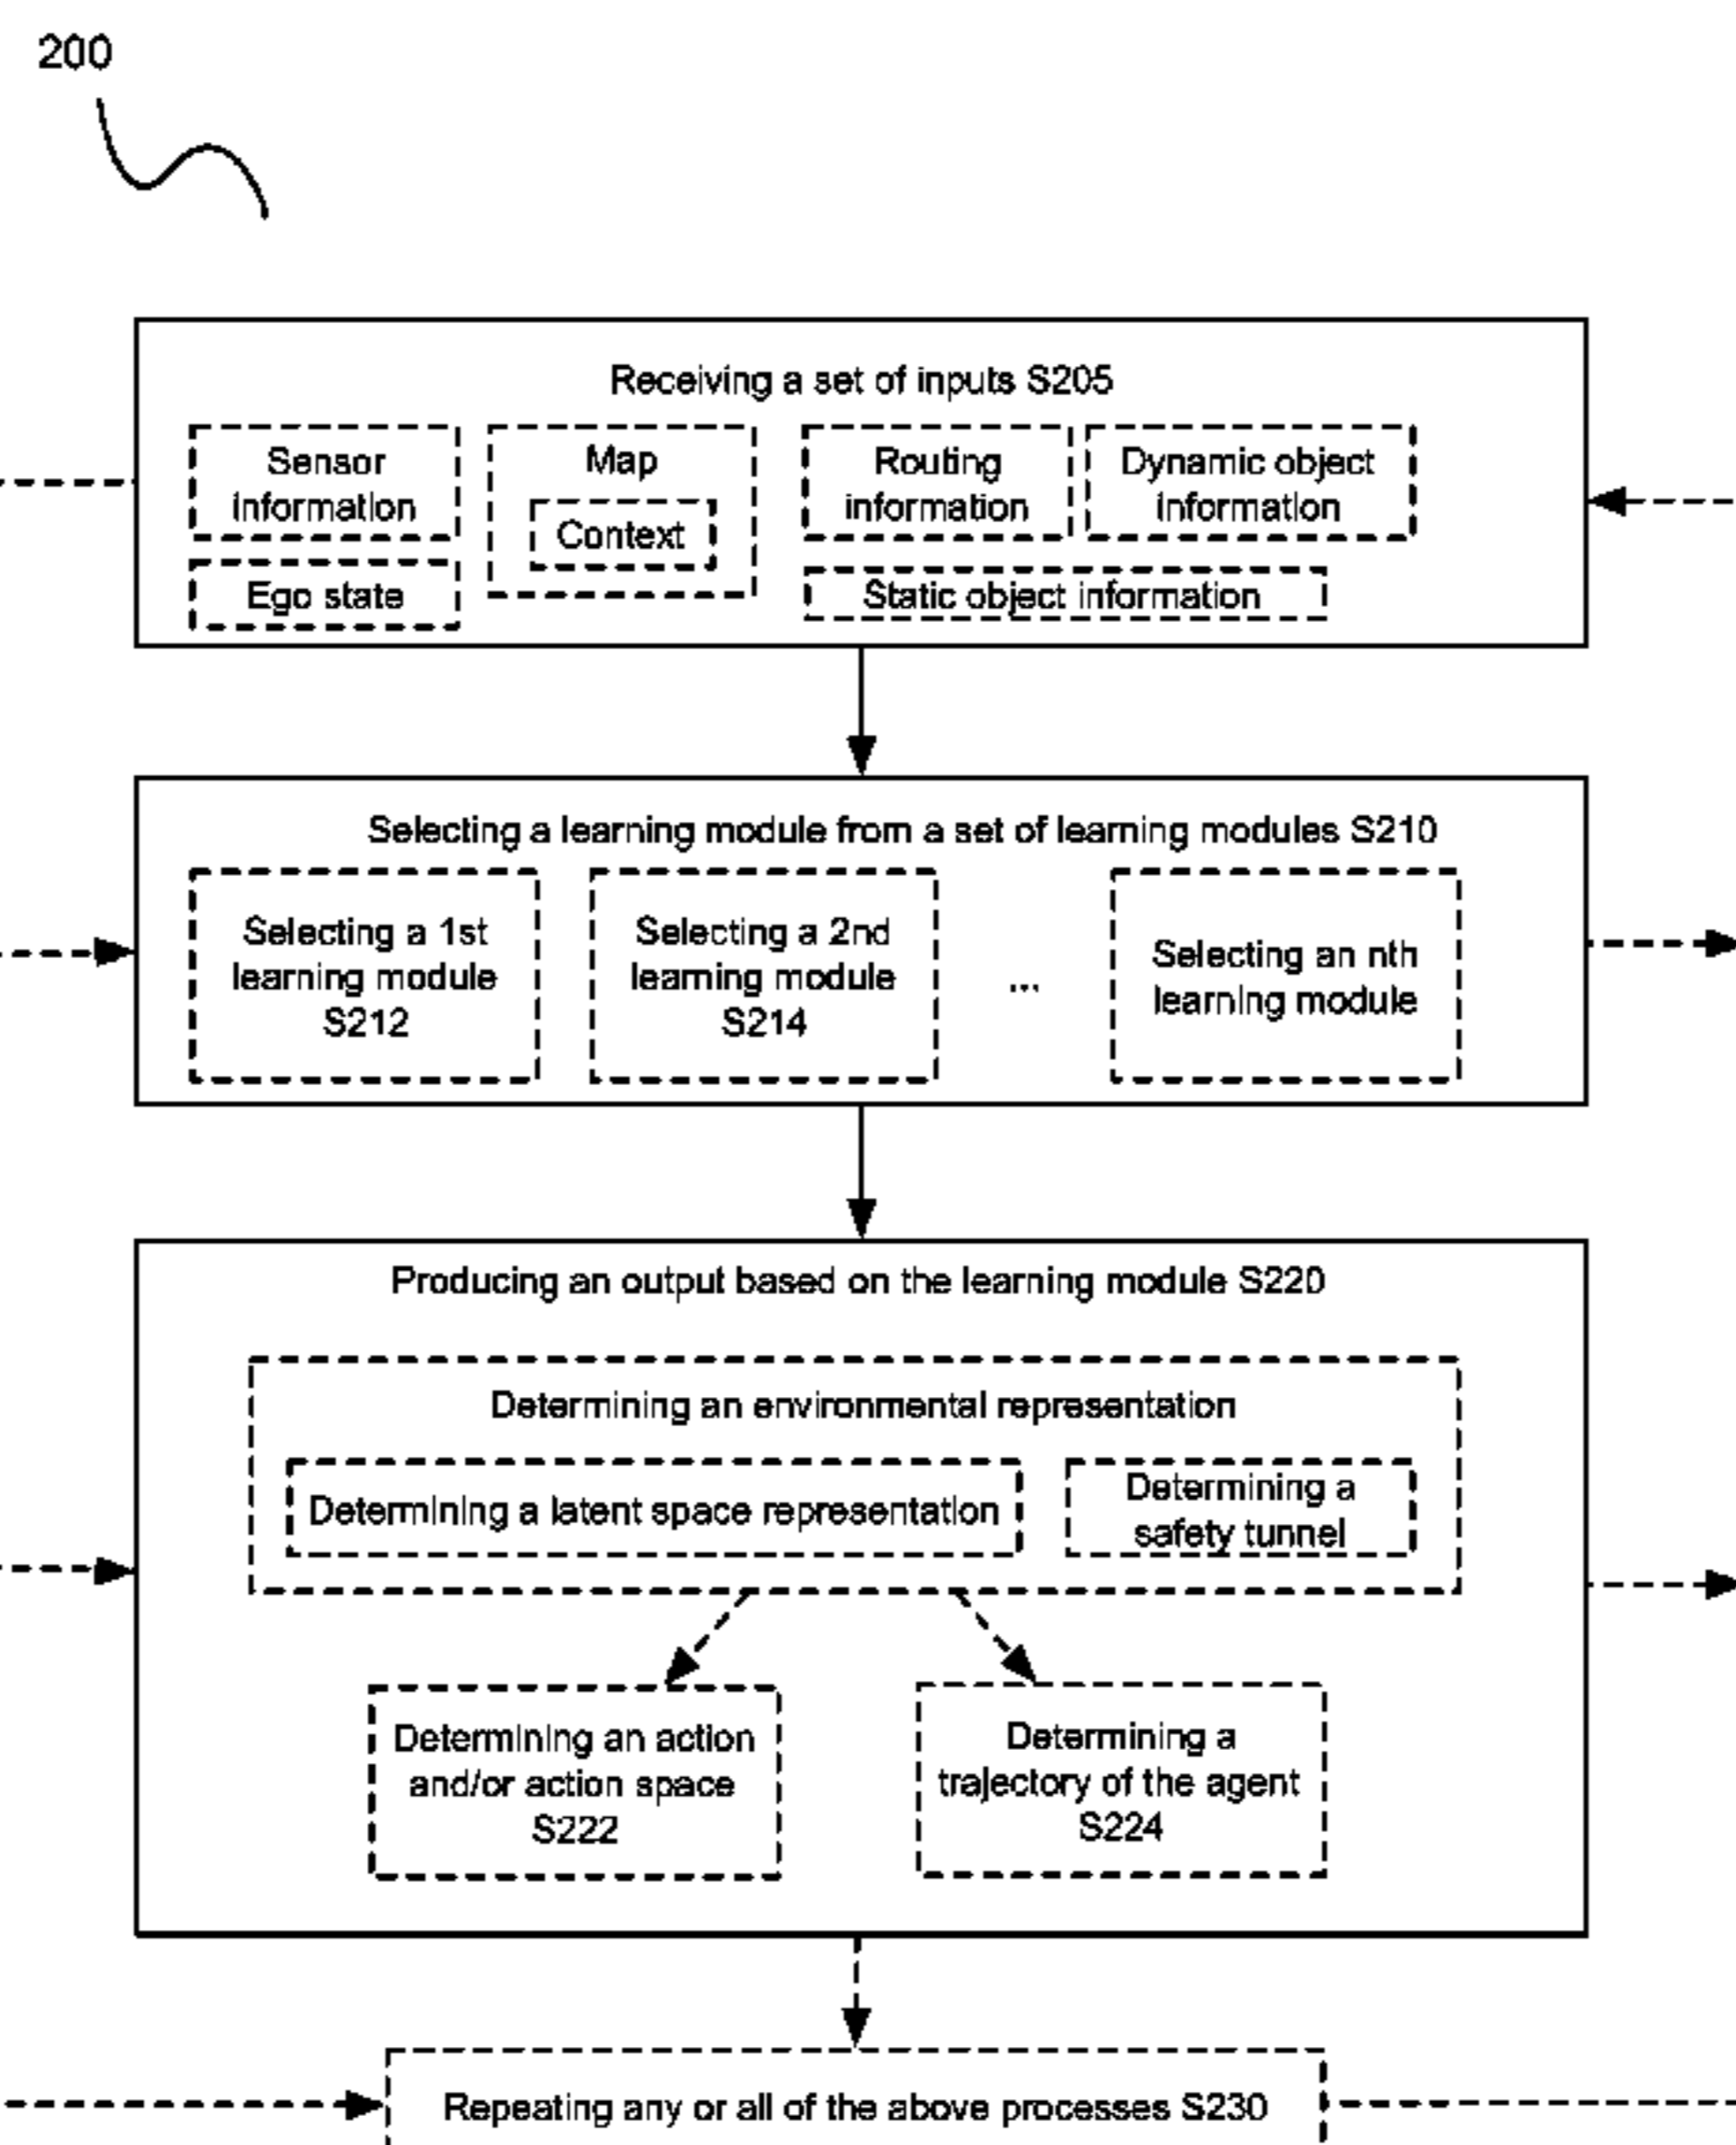 200
Receiving a set of inputs S205
Sensor
information
Map
Context
Ego state
Routing
information
Dynamic object
information
Static object information
Selecting a learning module from a set of learning modules S210
Selecting a 1st
learning module
S212
Selecting a 2nd
learning module
S214
...
Selecting an nth
learning module
Producing an output based on the learning module S220
Determining an environmental representation
Determining a latent space representation
Determining a
safety tunnel
Determining an action
and/or action space
S222
Determining a
trajectory of the agent
S224
Repeating any or all of the above processes S230